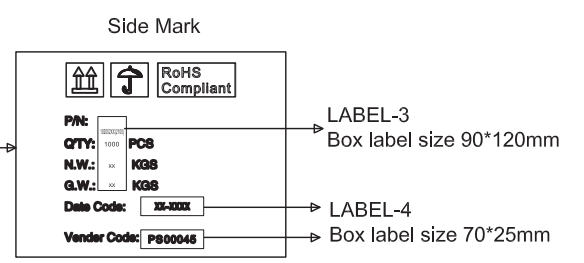 Side Mark
RoHS
Compliant
P/N:
Q'TY: 1000 PCS
N.W.: xx KGS
G.W.: xx KGS
Date Code: XX-XXXX
Vender Code: PS00045
LABEL-3
Box label size 90*120mm
LABEL-4
Box label size 70*25mm